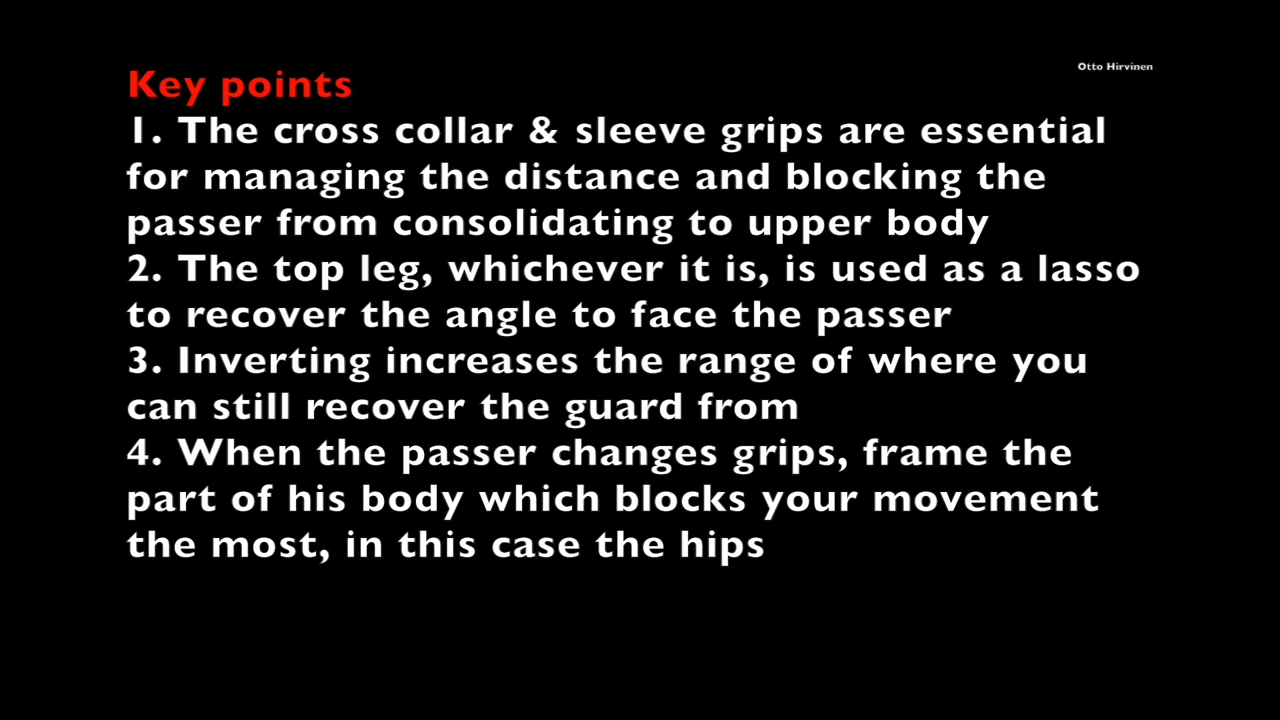 Otto Hirvinen
Key points
1. The cross collar & sleeve grips are essential
for managing the distance and blocking the
passer from consolidating to upper body
2. The top leg, whichever it is, is used as a lasso
to recover the angle to face the passer
3. Inverting increases the range of where you
can still recover the guard from
4. When the passer changes grips, frame the
part of his body which blocks your movement
the most, in this case the hips